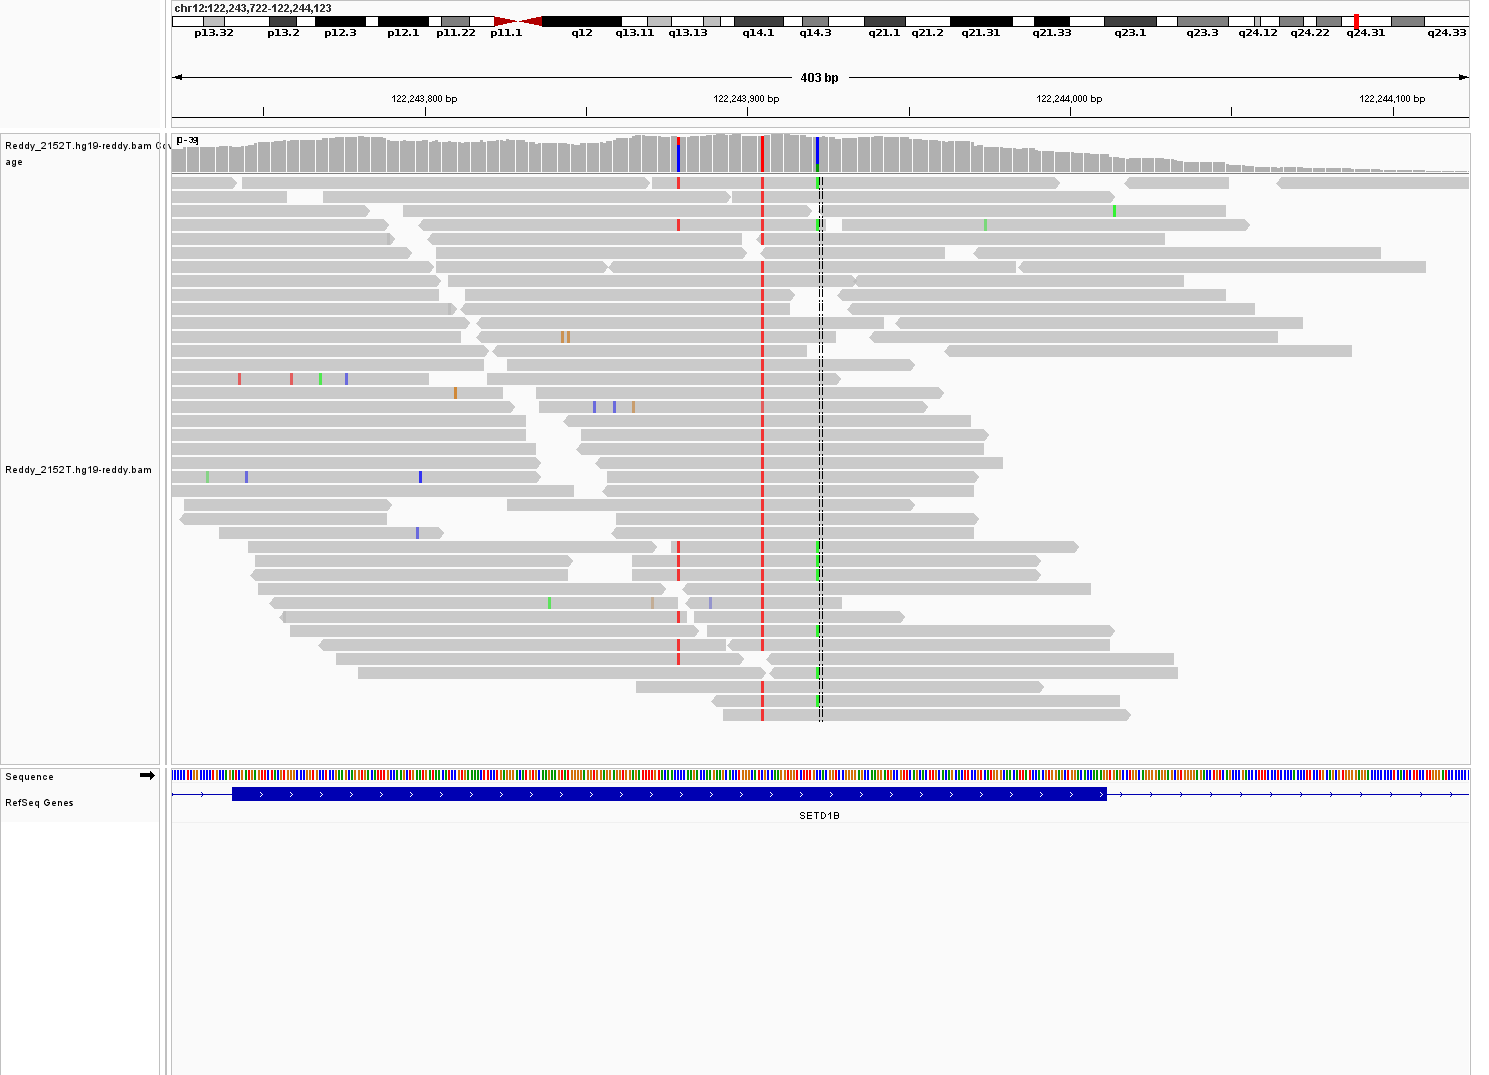 chr12:122,243,722-122,244,123
p13.32 p13.2 p12.3 p12.1 p11.22 p11.1 q12 q13.11 q13.13 q14.1 q14.3 q21.1 q21.2 q21.31 q21.33 q23.1 q23.3 q24.12 q24.22 q24.31 q24.33
403 bp
122,243,800 bp 122,243,900 bp 122,244,000 bp 122,244,100 bp
[0-39]
Reddy_2152T.hg19-reddy.bam Cov
age
Reddy_2152T.hg19-reddy.bam
Sequence
RefSeq Genes
SETD1B